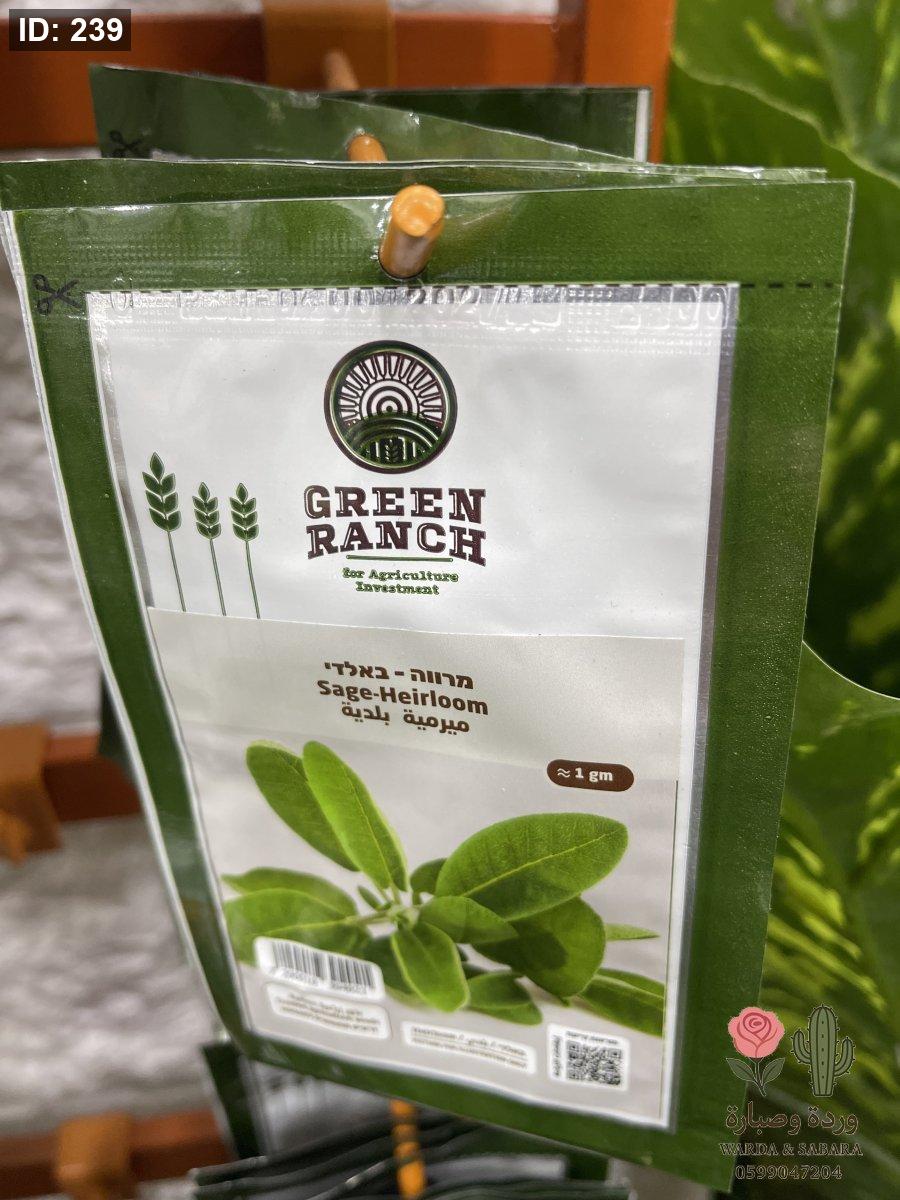 ID: 239
GREEN
RANCH
for Agriculture
Investment
מרווה - באלדי
Sage-Heirloom
ميرمية بلدية
≈ 1 gm
وردة وصبارة
WARDA & SABARA
0599047204